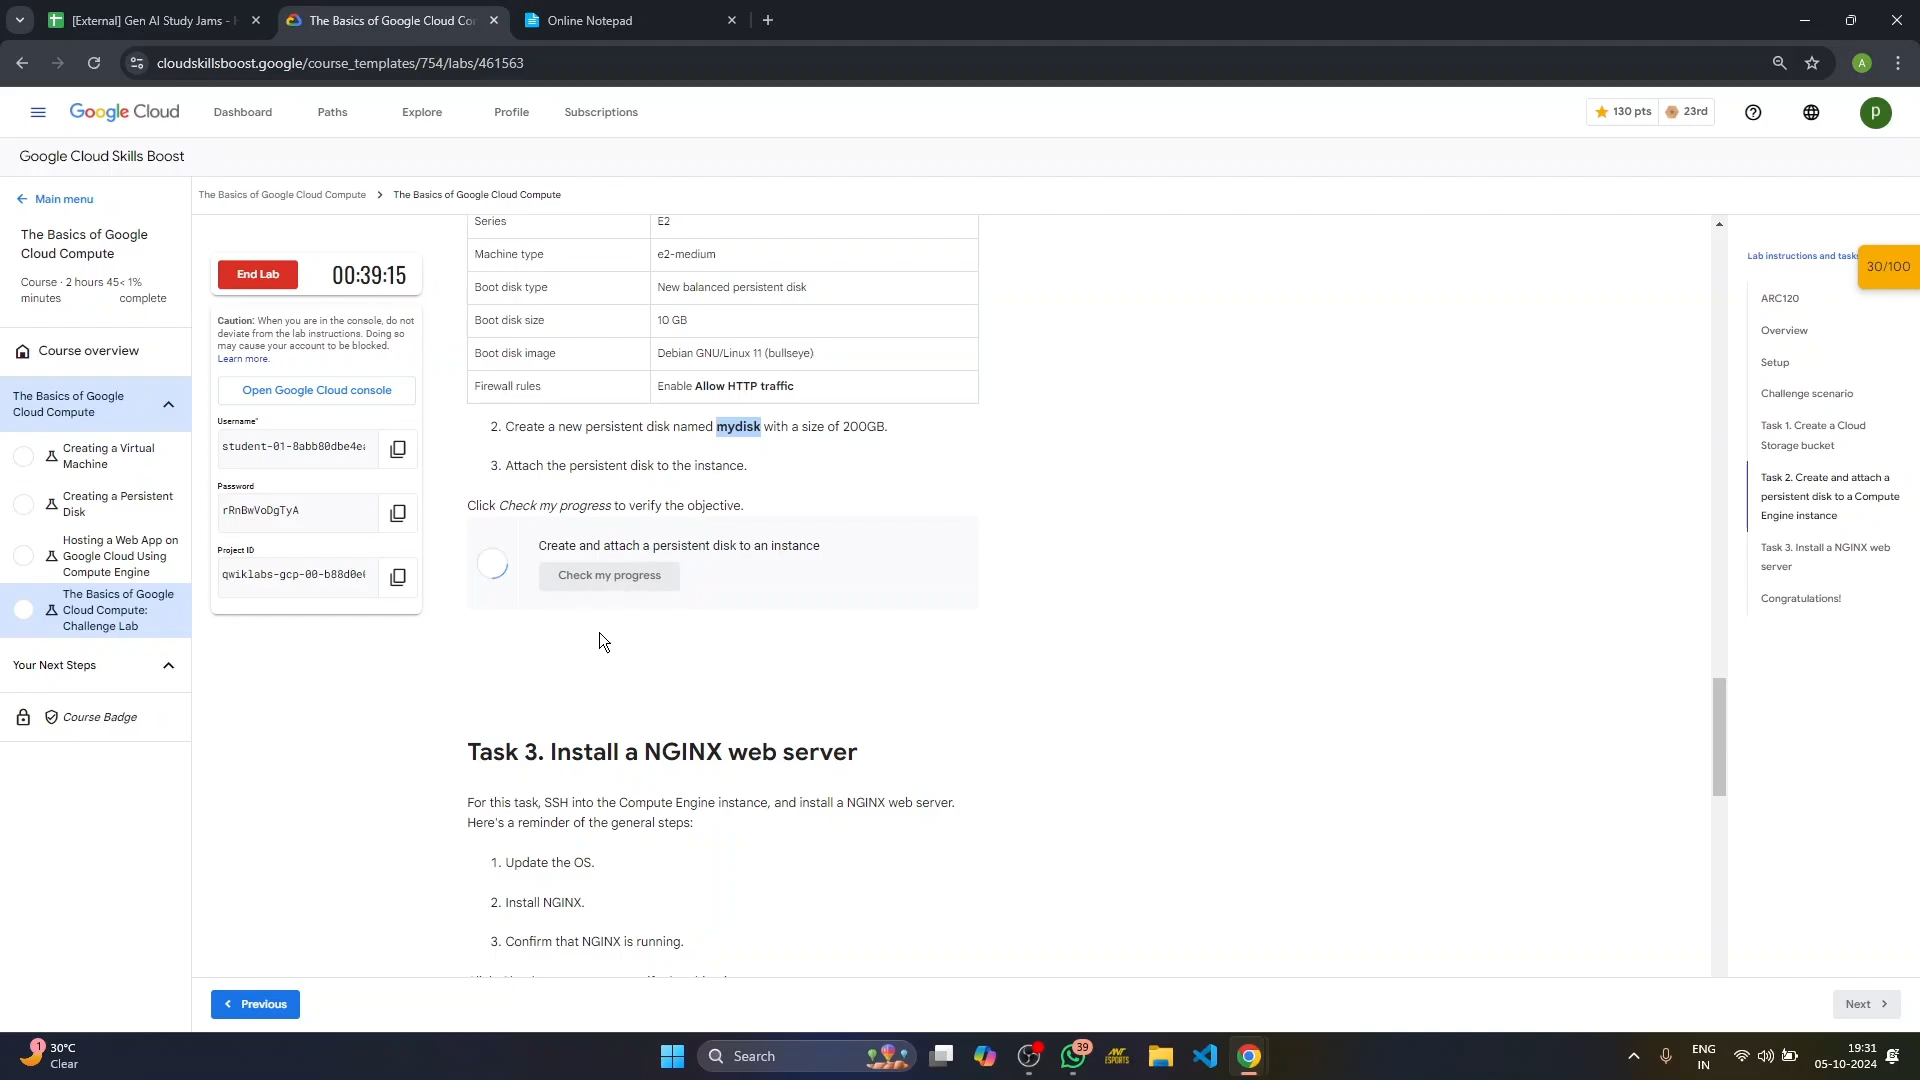 [External] Gen AI Study Jams -
The Basics of Google Cloud Co
Online Notepad
cloudskillsboost.google/course_templates/754/labs/461563
A
Google Cloud
Dashboard
Paths
Explore
Profile
Subscriptions
130 pts
23rd
P
Google Cloud Skills Boost
Main menu
The Basics of Google
Cloud Compute
Course · 2 hours 45
minutes
< 1%
complete
Course overview
The Basics of Google
Cloud Compute
Creating a Virtual
Machine
Creating a Persistent
Disk
Hosting a Web App on
Google Cloud Using
Compute Engine
The Basics of Google
Cloud Compute:
Challenge Lab
Your Next Steps
Course Badge
The Basics of Google Cloud Compute > The Basics of Google Cloud Compute
End Lab
00:39:15
Caution: When you are in the console, do not
deviate from the lab instructions. Doing so
may cause your account to be blocked.
Learn more.
Open Google Cloud console
Username"
student-01-8abb80dbe4e
Password
rRnBwVoDgTyA
Project ID
qwiklabs-gcp-00-b88d0e
Series E2
Machine type e2-medium
Boot disk type New balanced persistent disk
Boot disk size 10 GB
Boot disk image Debian GNU/Linux 11 (bullseye)
Firewall rules Enable Allow HTTP traffic
2. Create a new persistent disk named mydisk with a size of 200GB.
3. Attach the persistent disk to the instance.
Click Check my progress to verify the objective.
Create and attach a persistent disk to an instance
Check my progress
Task 3. Install a NGINX web server
For this task, SSH into the Compute Engine instance, and install a NGINX web server.
Here's a reminder of the general steps:
1. Update the OS.
2. Install NGINX.
3. Confirm that NGINX is running.
Lab instructions and tasks
30/100
ARC120
Overview
Setup
Challenge scenario
Task 1. Create a Cloud
Storage bucket
Task 2. Create and attach a
persistent disk to a Compute
Engine instance
Task 3. Install a NGINX web
server
Congratulations!
Previous
Next
1
30°C
Clear
Search
39
ESPORTS
ENG
IN
19:31
05-10-2024